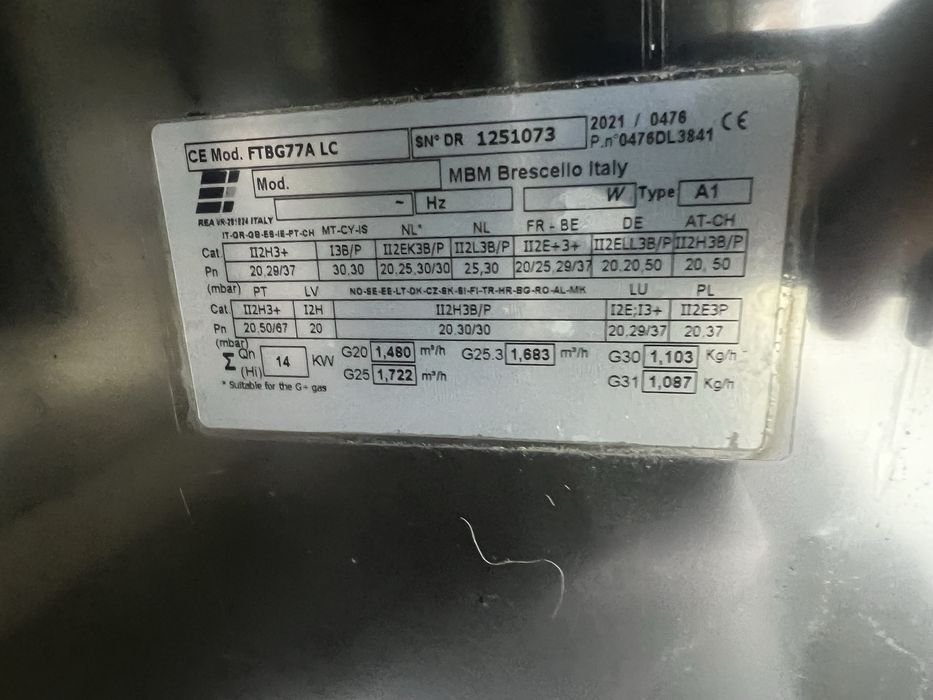 CE Mod. FTBG77A LC SN° DR 1251073 2021 / 0476 CE
P.n°0476DL3841
Mod. MBM Brescello Italy
~ Hz W Type A1
REA VR-281824 ITALY
IT-GR-GB-ES-IE-PT-CH MT-CY-IS NL* NL FR - BE DE AT-CH
Cat. II2H3+ I3B/P II2EK3B/P II2L3B/P II2E+3+ II2ELL3B/P II2H3B/P
Pn 20,29/37 30,30 20,25,30/30 25,30 20/25,29/37 20,20,50 20, 50
(mbar) PT LV NO-SE-EE-LT-DK-CZ-SK-SI-FI-TR-HR-BG-RO-AL-MK LU PL
Cat. II2H3+ I2H II2H3B/P I2E;I3+ II2E3P
Pn 20,50/67 20 20,30/30 20,29/37 20,37
(mbar)
Σ Qn (Hi) 14 KW G20 1,480 m³/h G25.3 1,683 m³/h G30 1,103 Kg/h
G25 1,722 m³/h G31 1,087 Kg/h
* Suitable for the G+ gas